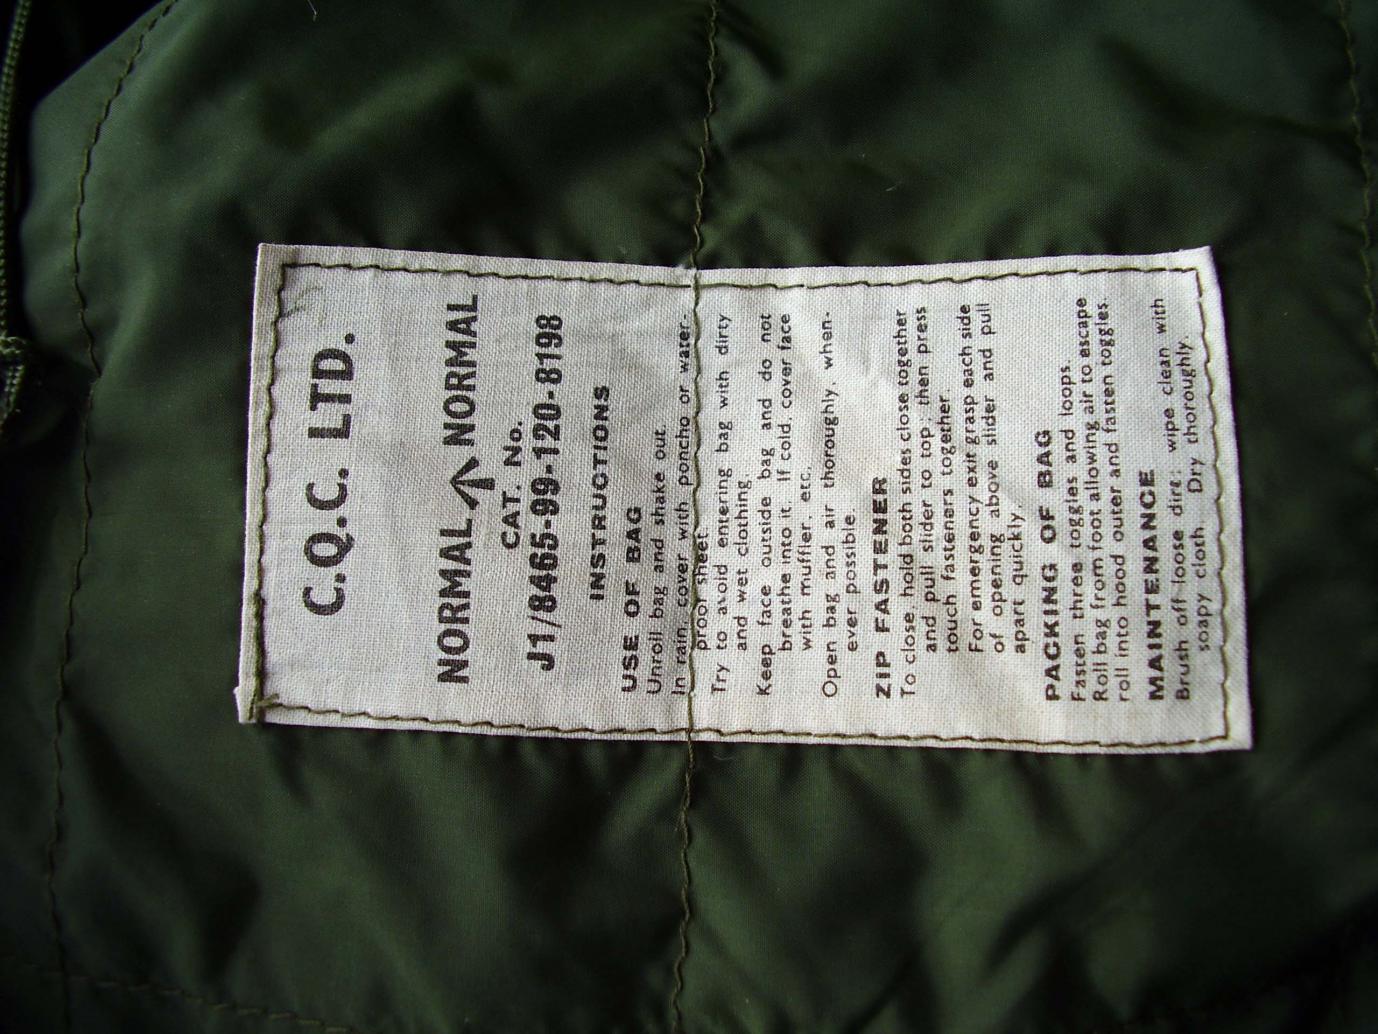 C.Q.C. LTD.
NORMAL NORMAL
CAT. No.
J1/8465-99-120-8198
INSTRUCTIONS
USE OF BAG
Unroll bag and shake out.
In rain, cover with poncho or water-
proof sheet.
Try to avoid entering bag with dirty
and wet clothing.
Keep face outside bag and do not
breathe into it. If cold, cover face
with muffler, etc.
Open bag and air thoroughly, when-
ever possible.
ZIP FASTENER
To close, hold both sides close together
and pull slider to top, then press
touch fasteners together.
For emergency exit grasp each side
of opening above slider and pull
apart quickly.
PACKING OF BAG
Fasten three toggles and loops.
Roll bag from foot allowing air to escape
roll into hood outer and fasten toggles.
MAINTENANCE
Brush off loose dirt; wipe clean with
soapy cloth. Dry thoroughly.